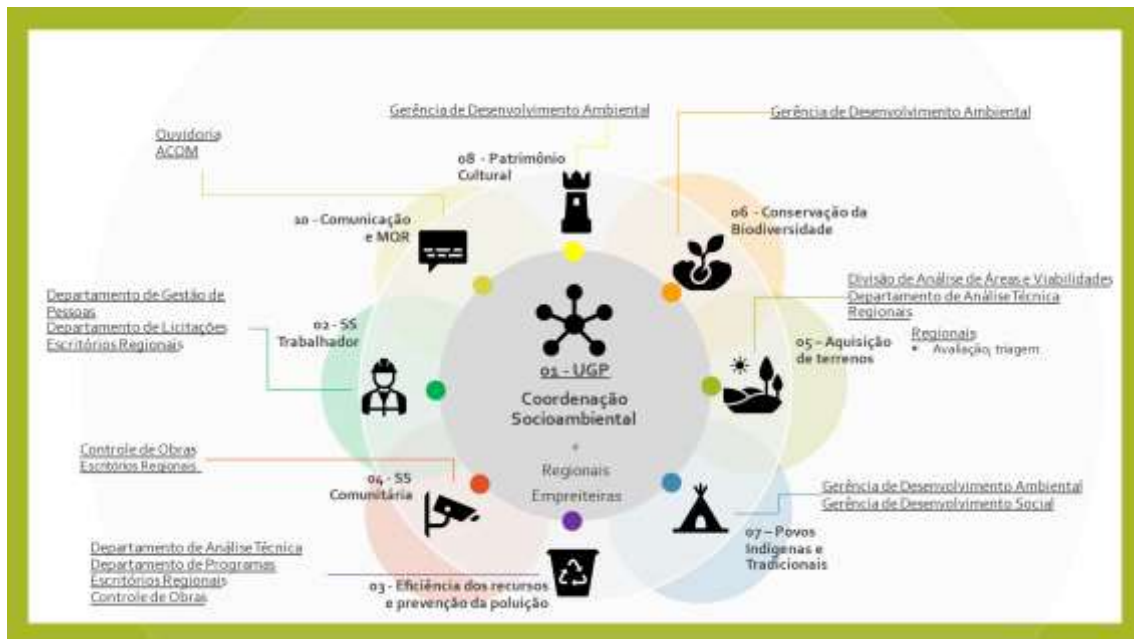 Gerência de Desenvolvimento Ambiental
08 - Patrimônio
Cultural
Gerência de Desenvolvimento Ambiental
06 - Conservação da
Biodiversidade
Ouvidoria
ACOM
10 - Comunicação
e MQR
Divisão de Análise de Áreas e Viabilidades
Departamento de Análise Técnica
Regionais
Regionais
• Avaliação, triagem
05 - Aquisição
de terrenos
Departamento de Gestão de
Pessoas
Departamento de Licitações
Escritórios Regionais
02 - SS
Trabalhador
01 - UGP
Coordenação
Socioambiental
+
Regionais
Empreiteiras
Controle de Obras
Escritórios Regionais
04 - SS
Comunitária
Gerência de Desenvolvimento Ambiental
Gerência de Desenvolvimento Social
07 – Povos
Indígenas e
Tradicionais
Departamento de Análise Técnica
Departamento de Programas
Escritórios Regionais
Controle de Obras
03 - Eficiência dos recursos
e prevenção da poluição